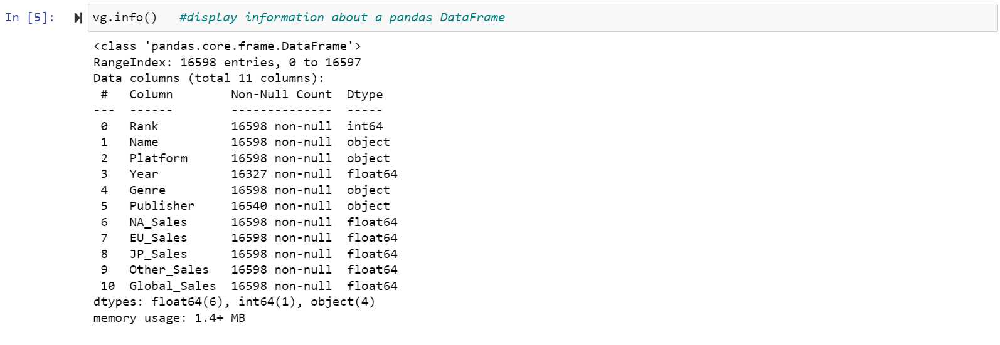 In [5]: vg.info()   #display information about a pandas DataFrame
<class 'pandas.core.frame.DataFrame'>
RangeIndex: 16598 entries, 0 to 16597
Data columns (total 11 columns):
 #   Column        Non-Null Count  Dtype
---  ------        --------------  -----
 0   Rank          16598 non-null  int64
 1   Name          16598 non-null  object
 2   Platform      16598 non-null  object
 3   Year          16327 non-null  float64
 4   Genre         16598 non-null  object
 5   Publisher     16540 non-null  object
 6   NA_Sales      16598 non-null  float64
 7   EU_Sales      16598 non-null  float64
 8   JP_Sales      16598 non-null  float64
 9   Other_Sales   16598 non-null  float64
 10  Global_Sales  16598 non-null  float64
dtypes: float64(6), int64(1), object(4)
memory usage: 1.4+ MB